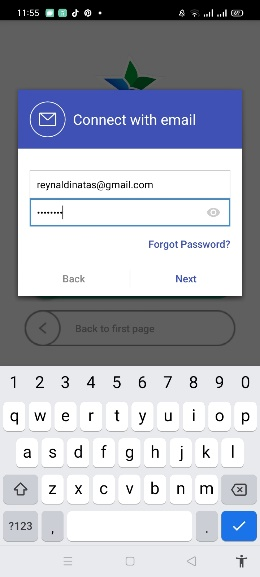 11:55
Connect with email
reynaldinatas@gmail.com
••••••••
Forgot Password?
Back Next
Back to first page
1 2 3 4 5 6 7 8 9 0
q w e r t y u i o p
a s d f g h j k l
z x c v b n m
?123 , .